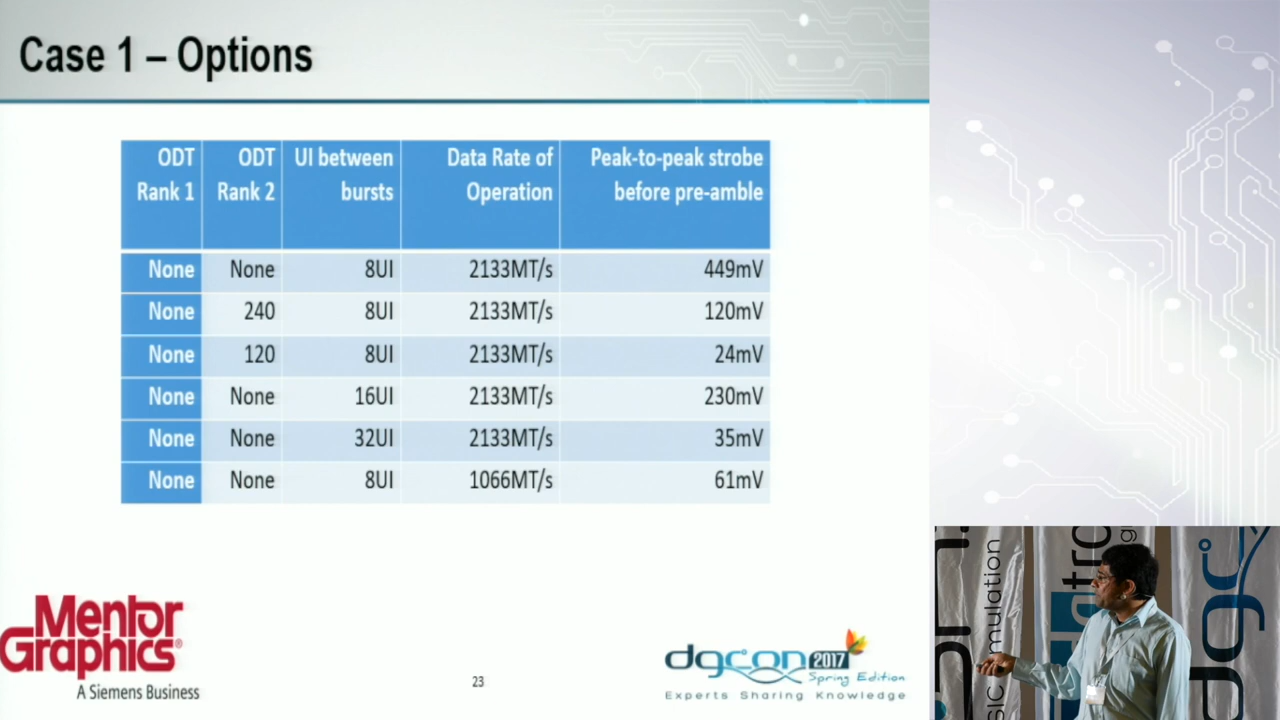 Case 1 – Options
ODT Rank 1 ODT Rank 2 UI between bursts Data Rate of Operation Peak-to-peak strobe before pre-amble
None None 8UI 2133MT/s 449mV
None 240 8UI 2133MT/s 120mV
None 120 8UI 2133MT/s 24mV
None None 16UI 2133MT/s 230mV
None None 32UI 2133MT/s 35mV
None None 8UI 1066MT/s 61mV
Mentor
Graphics®
A Siemens Business
23
dgcon 2017
Spring Edition
Experts Sharing Knowledge
dgc